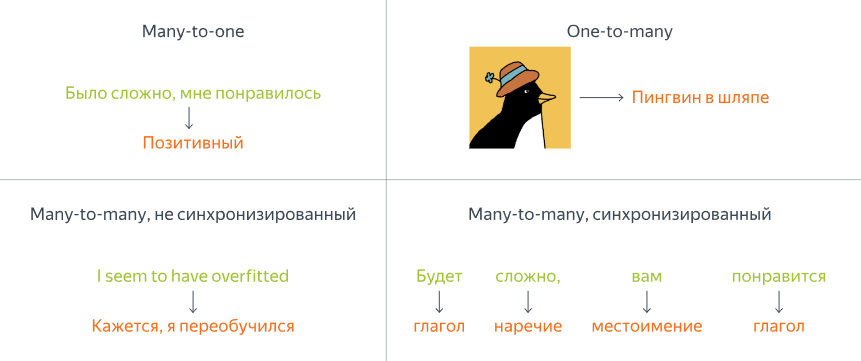 Many-to-one
Было сложно, мне понравилось
Позитивный
One-to-many
Пингвин в шляпе
Many-to-many, не синхронизированный
I seem to have overfitted
Кажется, я переобучился
Many-to-many, синхронизированный
Будет сложно, вам понравится
глагол наречие местоимение глагол